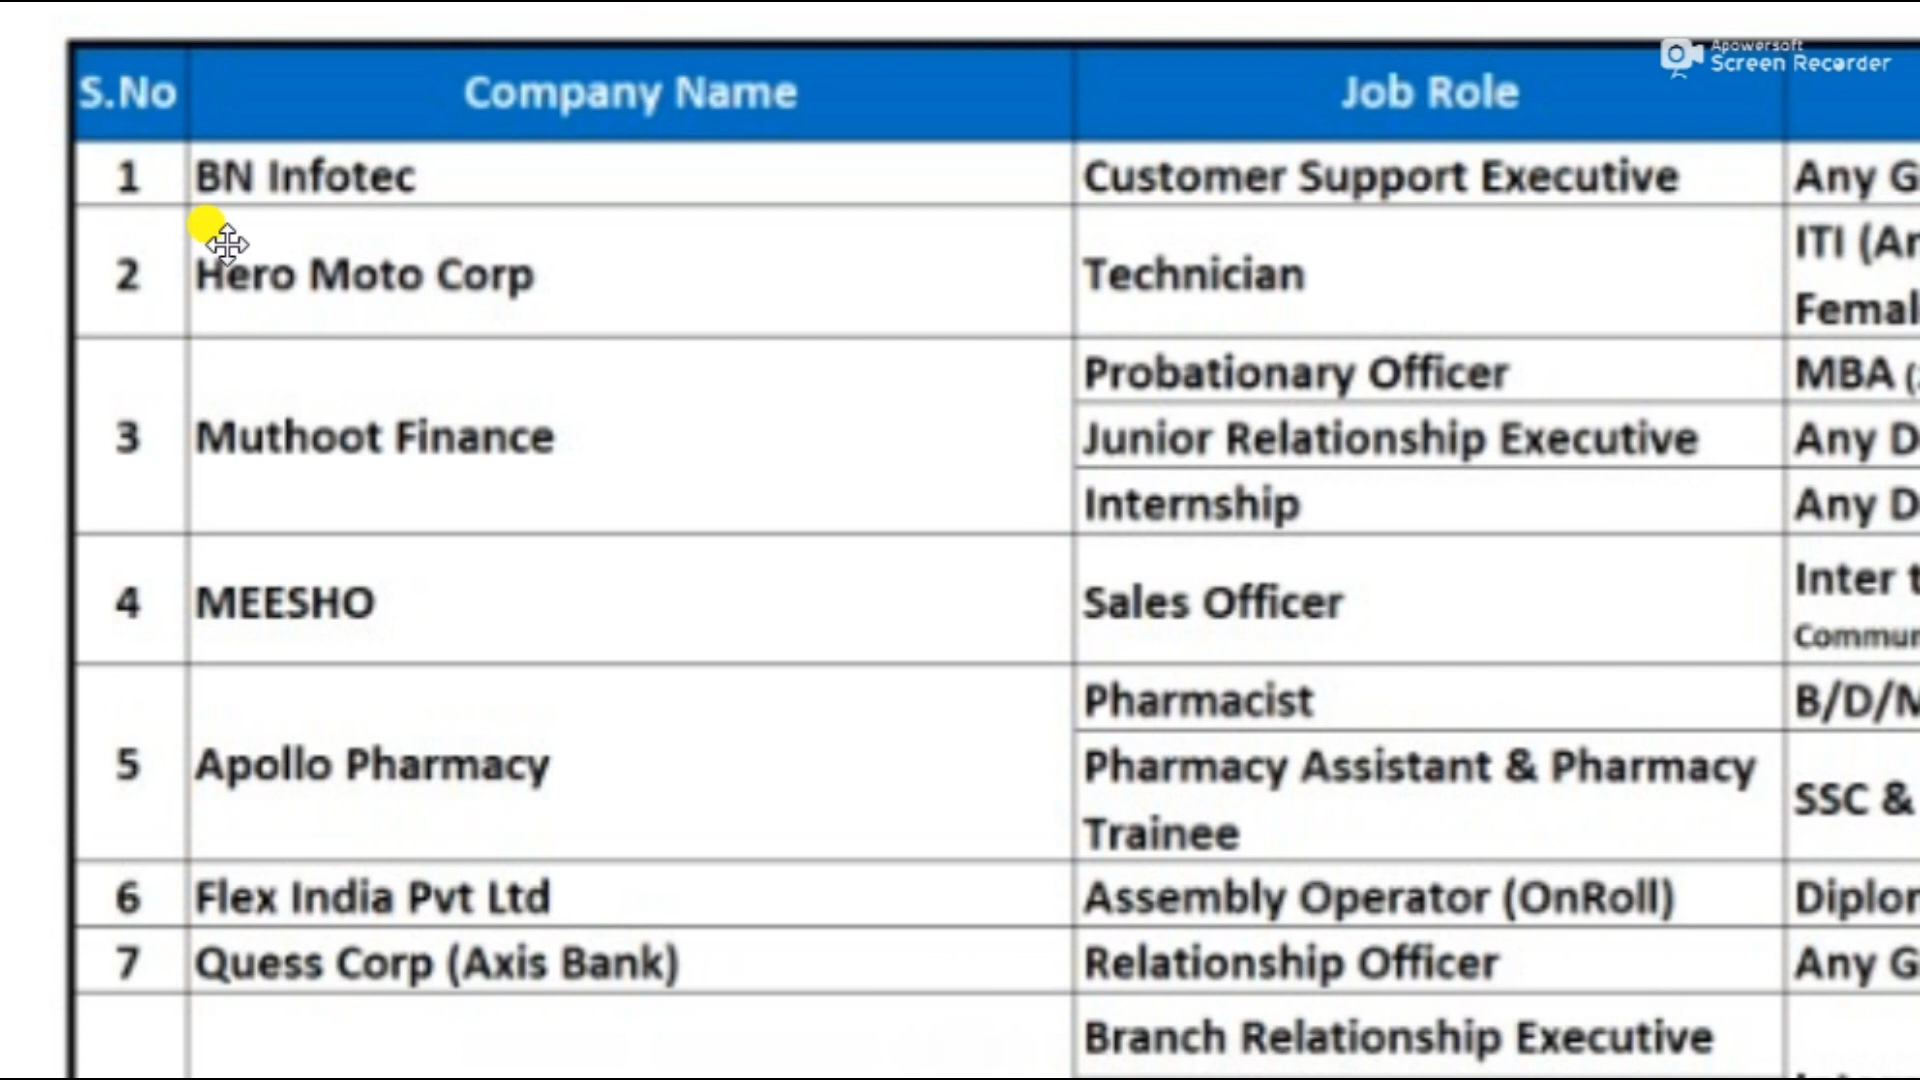 Apowersoft
Screen Recorder
S.No Company Name Job Role
1 BN Infotec Customer Support Executive Any G
2 Hero Moto Corp Technician ITI (An
Femal
3 Muthoot Finance Probationary Officer MBA
Junior Relationship Executive Any D
Internship Any D
4 MEESHO Sales Officer Inter t
Commun
5 Apollo Pharmacy Pharmacist B/D/M
Pharmacy Assistant & Pharmacy
Trainee SSC &
6 Flex India Pvt Ltd Assembly Operator (OnRoll) Diplom
7 Quess Corp (Axis Bank) Relationship Officer Any G
Branch Relationship Executive